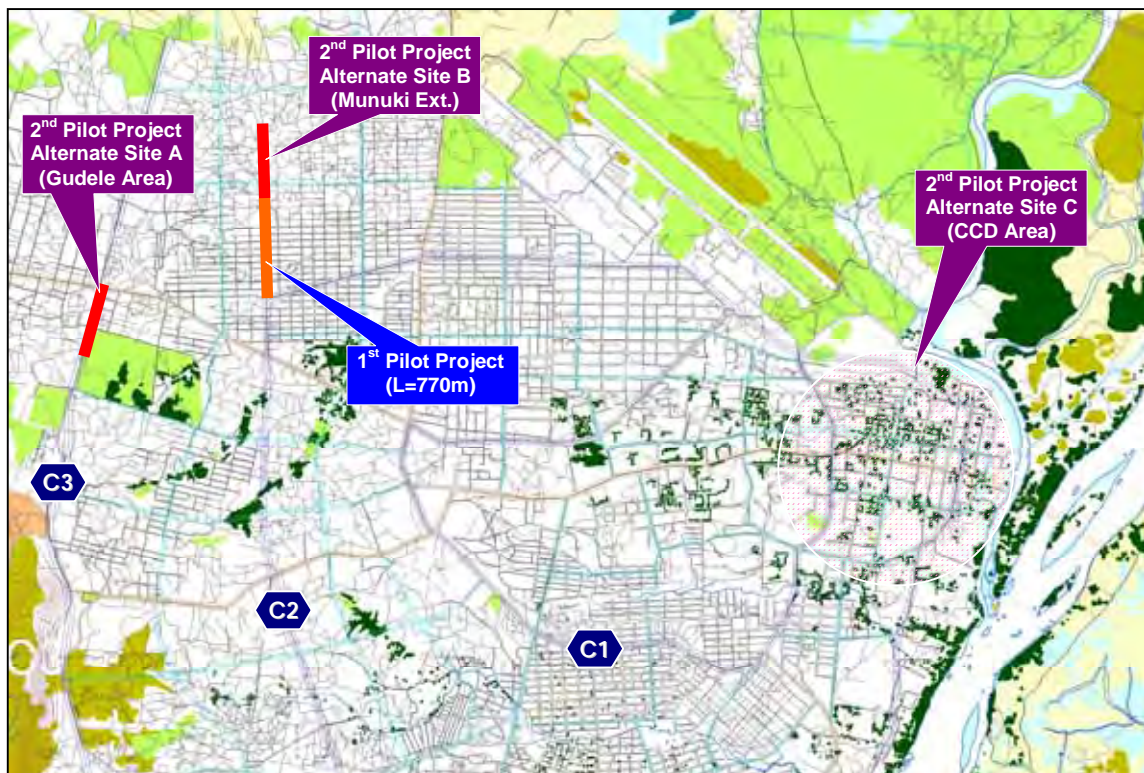 2nd Pilot Project
Alternate Site B
(Munuki Ext.)
2nd Pilot Project
Alternate Site A
(Gudele Area)
2nd Pilot Project
Alternate Site C
(CCD Area)
1st Pilot Project
(L=770m)
C3
C2
C1